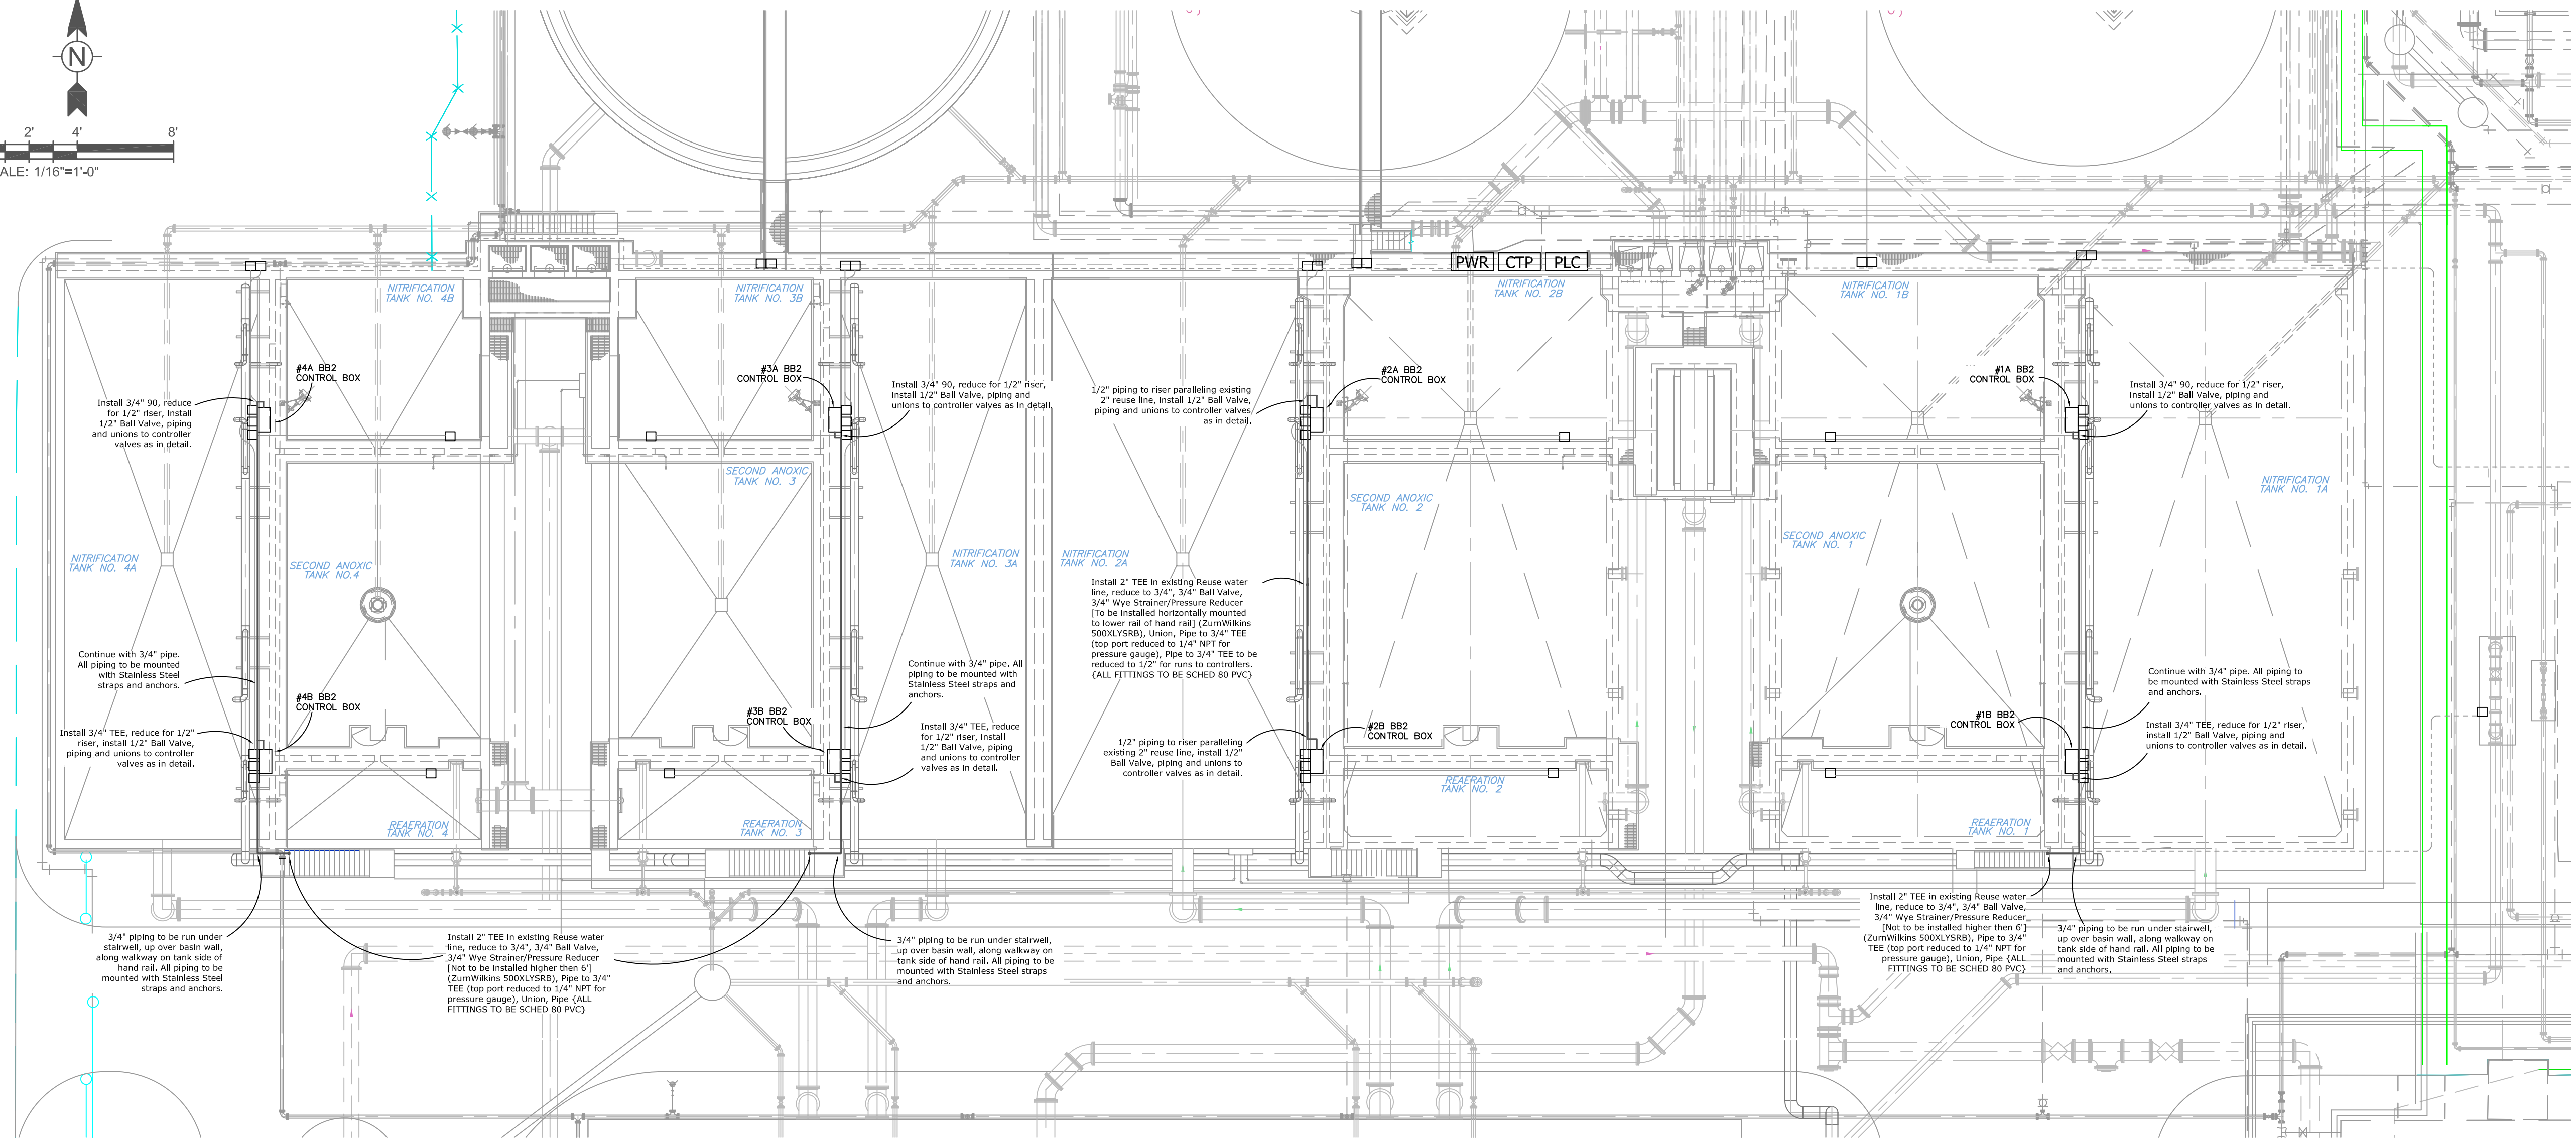 N
2'
4'
8'
ALE: 1/16"=1'-0"
PWR
CTP
PLC
NITRIFICATION
TANK NO. 4B
NITRIFICATION
TANK NO. 3B
NITRIFICATION
TANK NO. 2B
NITRIFICATION
TANK NO. 1B
#4A BB2
CONTROL BOX
#3A BB2
CONTROL BOX
#2A BB2
CONTROL BOX
#1A BB2
CONTROL BOX
Install 3/4" 90, reduce
for 1/2" riser, install
1/2" Ball Valve, piping
and unions to controller
valves as in detail.
Install 3/4" 90, reduce for 1/2" riser,
install 1/2" Ball Valve, piping and
unions to controller valves as in detail.
1/2" piping to riser paralleling existing
2" reuse line, install 1/2" Ball Valve,
piping and unions to controller valves
as in detail.
Install 3/4" 90, reduce for 1/2" riser,
install 1/2" Ball Valve, piping and
unions to controller valves as in detail.
SECOND ANOXIC
TANK NO. 3
SECOND ANOXIC
TANK NO. 2
NITRIFICATION
TANK NO. 1A
NITRIFICATION
TANK NO. 4A
SECOND ANOXIC
TANK NO.4
NITRIFICATION
TANK NO. 3A
NITRIFICATION
TANK NO. 2A
SECOND ANOXIC
TANK NO. 1
Install 2" TEE in existing Reuse water
line, reduce to 3/4", 3/4" Ball Valve,
3/4" Wye Strainer/Pressure Reducer
[To be installed horizontally mounted
to lower rail of hand rail] (ZurnWilkins
500XLYSRB), Union, Pipe to 3/4" TEE
(top port reduced to 1/4" NPT for
pressure gauge), Pipe to 3/4" TEE to be
reduced to 1/2" for runs to controllers.
{ALL FITTINGS TO BE SCHED 80 PVC}
Continue with 3/4" pipe.
All piping to be mounted
with Stainless Steel
straps and anchors.
Continue with 3/4" pipe. All
piping to be mounted with
Stainless Steel straps and
anchors.
Continue with 3/4" pipe. All piping to
be mounted with Stainless Steel straps
and anchors.
#4B BB2
CONTROL BOX
#3B BB2
CONTROL BOX
#2B BB2
CONTROL BOX
#1B BB2
CONTROL BOX
Install 3/4" TEE, reduce for 1/2"
riser, install 1/2" Ball Valve,
piping and unions to controller
valves as in detail.
Install 3/4" TEE, reduce
for 1/2" riser, install
1/2" Ball Valve, piping
and unions to controller
valves as in detail.
1/2" piping to riser paralleling
existing 2" reuse line, install 1/2"
Ball Valve, piping and unions to
controller valves as in detail.
Install 3/4" TEE, reduce for 1/2" riser,
install 1/2" Ball Valve, piping and
unions to controller valves as in detail.
REAERATION
TANK NO. 4
REAERATION
TANK NO. 3
REAERATION
TANK NO. 2
REAERATION
TANK NO. 1
3/4" piping to be run under
stairwell, up over basin wall,
along walkway on tank side of
hand rail. All piping to be
mounted with Stainless Steel
straps and anchors.
Install 2" TEE in existing Reuse water
line, reduce to 3/4", 3/4" Ball Valve,
3/4" Wye Strainer/Pressure Reducer
[Not to be installed higher then 6']
(ZurnWilkins 500XLYSRB), Pipe to 3/4"
TEE (top port reduced to 1/4" NPT for
pressure gauge), Union, Pipe {ALL
FITTINGS TO BE SCHED 80 PVC}
3/4" piping to be run under stairwell,
up over basin wall, along walkway on
tank side of hand rail. All piping to be
mounted with Stainless Steel straps
and anchors.
Install 2" TEE in existing Reuse water
line, reduce to 3/4", 3/4" Ball Valve,
3/4" Wye Strainer/Pressure Reducer
[Not to be installed higher then 6']
(ZurnWilkins 500XLYSRB), Pipe to 3/4"
TEE (top port reduced to 1/4" NPT for
pressure gauge), Union, Pipe {ALL
FITTINGS TO BE SCHED 80 PVC}
3/4" piping to be run under stairwell,
up over basin wall, along walkway on
tank side of hand rail. All piping to be
mounted with Stainless Steel straps
and anchors.